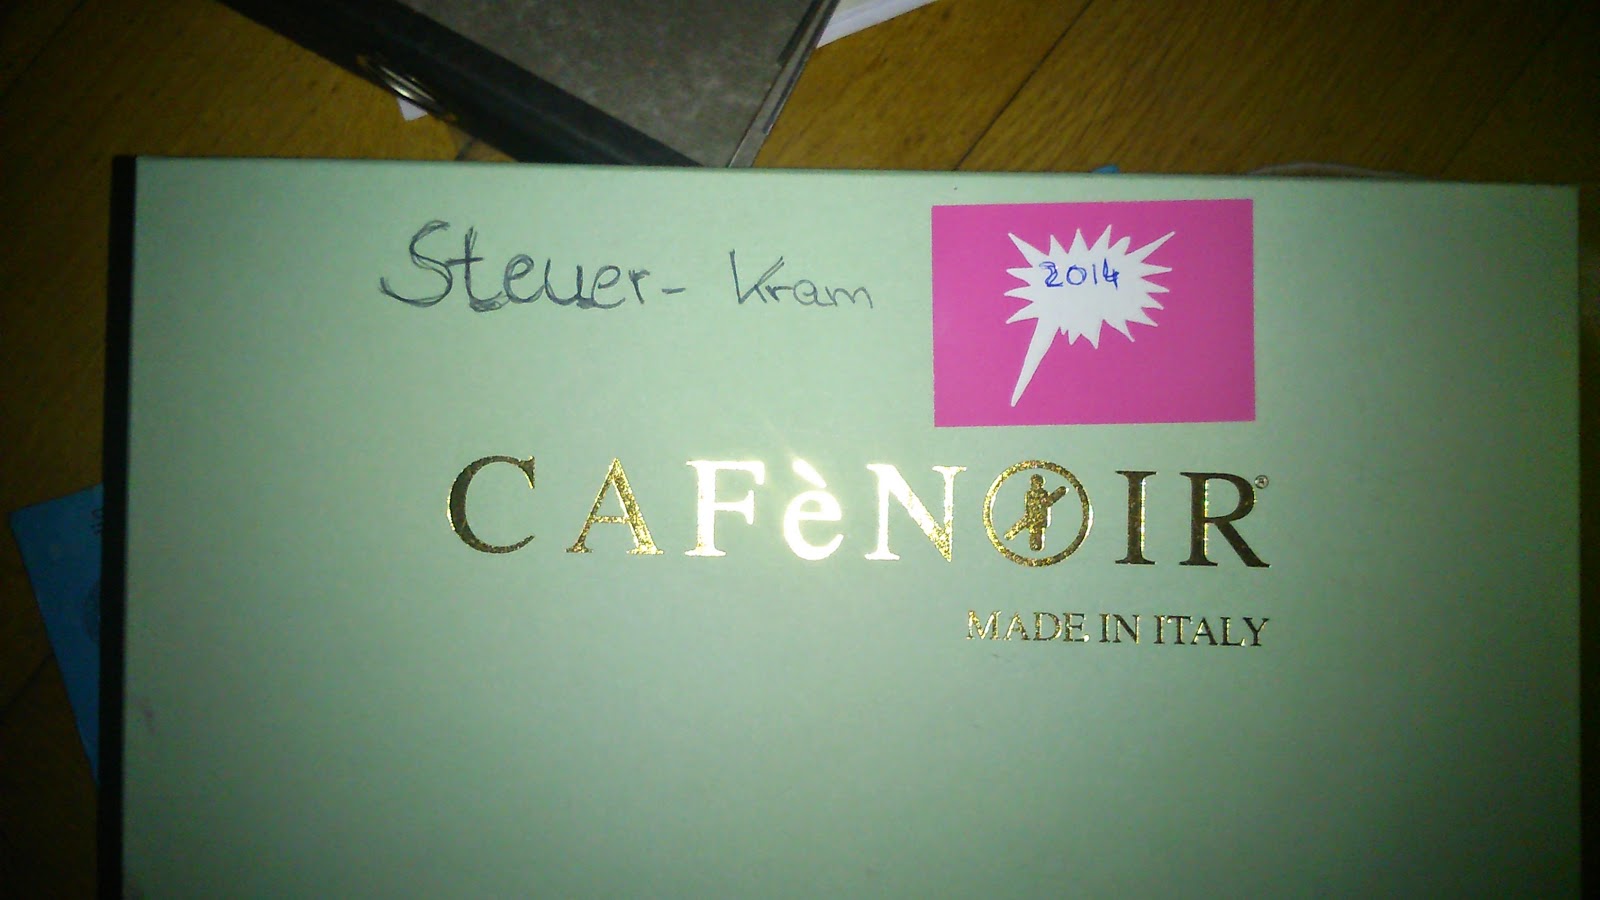 Steuer- Kram
2014
CAFèNOIR®
MADE IN ITALY